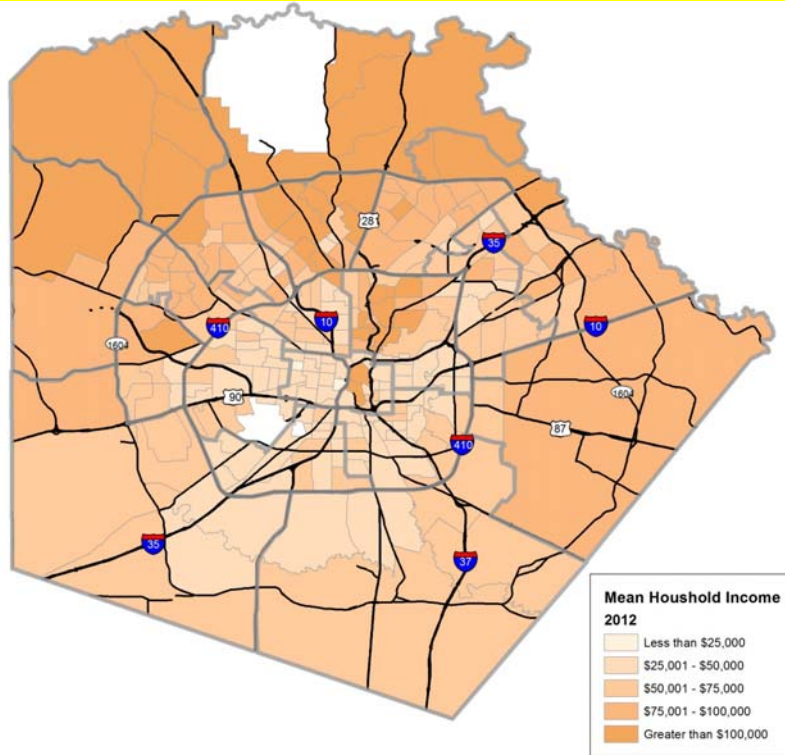 281
35
10
410
10
1604
1604
90
87
410
35
37
Mean Houshold Income
2012
Less than $25,000
$25,001 - $50,000
$50,001 - $75,000
$75,001 - $100,000
Greater than $100,000